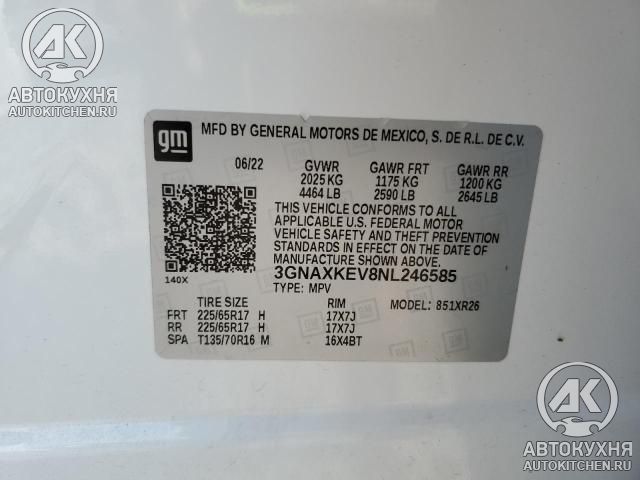 АВТОКУХНЯ
AUTOKITCHEN.RU
gm
MFD BY GENERAL MOTORS DE MEXICO, S. DE R.L. DE C.V.
06/22 GVWR GAWR FRT GAWR RR
2025 KG 1175 KG 1200 KG
4464 LB 2590 LB 2645 LB
THIS VEHICLE CONFORMS TO ALL
APPLICABLE U.S. FEDERAL MOTOR
VEHICLE SAFETY AND THEFT PREVENTION
STANDARDS IN EFFECT ON THE DATE OF
MANUFACTURE SHOWN ABOVE.
3GNAXKEV8NL246585
140X
TYPE: MPV
TIRE SIZE RIM MODEL: 851XR26
FRT 225/65R17 H 17X7J
RR 225/65R17 H 17X7J
SPA T135/70R16 M 16X4BT
АК
АВТОКУХНЯ
AUTOKITCHEN.RU